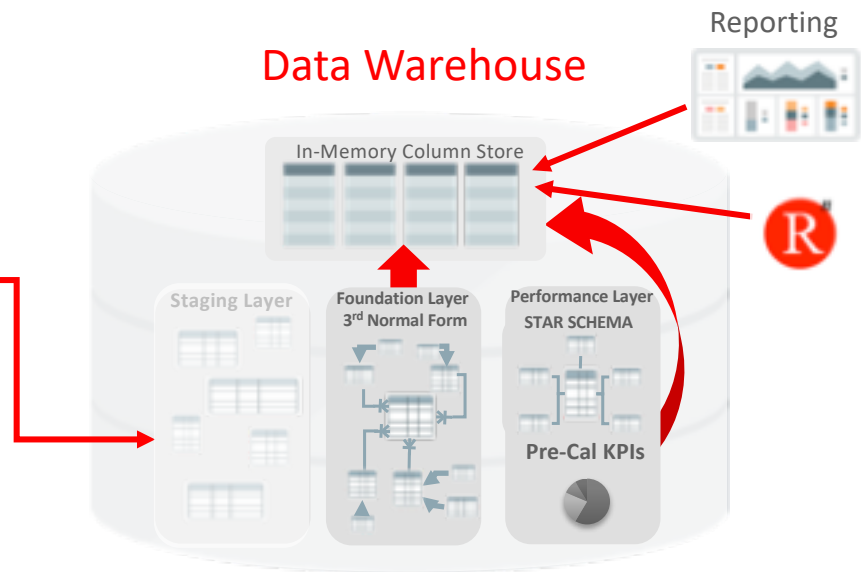 Reporting
Data Warehouse
In-Memory Column Store
R
Staging Layer
Foundation Layer
3rd Normal Form
Performance Layer
STAR SCHEMA
Pre-Cal KPIs